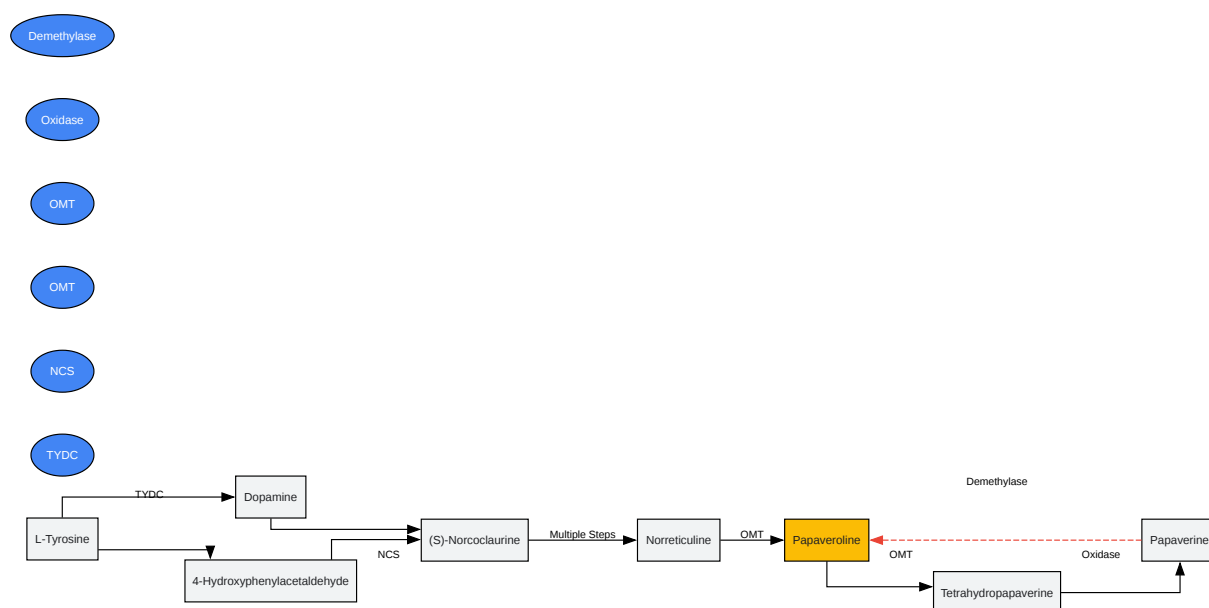 Demethylase
Oxidase
OMT
OMT
NCS
TYDC
TYDC
Dopamine
L-Tyrosine
4-Hydroxyphenylacetaldehyde
NCS
(S)-Norcoclaurine
Multiple Steps
Norreticuline
OMT
Papaveroline
Demethylase
OMT
Oxidase
Papaverine
Tetrahydropapaverine